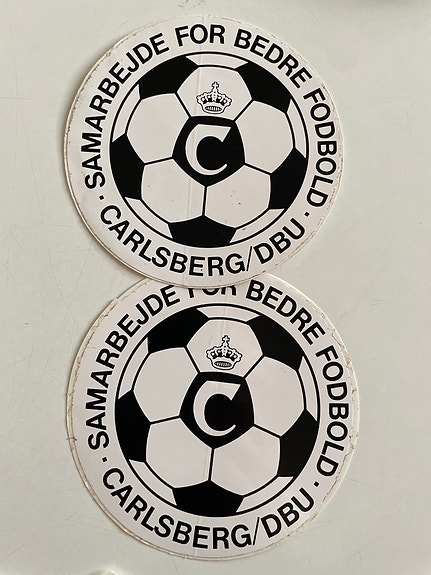 SAMARBEJDE FOR BEDRE FODBOLD
· CARLSBERG/DBU ·
C
SAMARBEJDE FOR BEDRE FODBOLD
· CARLSBERG/DBU ·
C